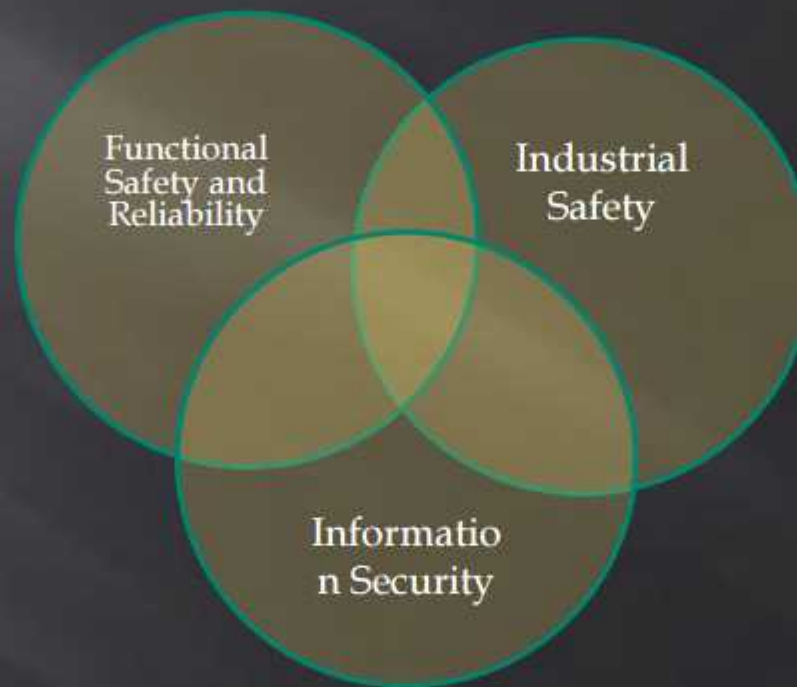 Functional
Safety and
Reliability
Industrial
Safety
Informatio
n Security